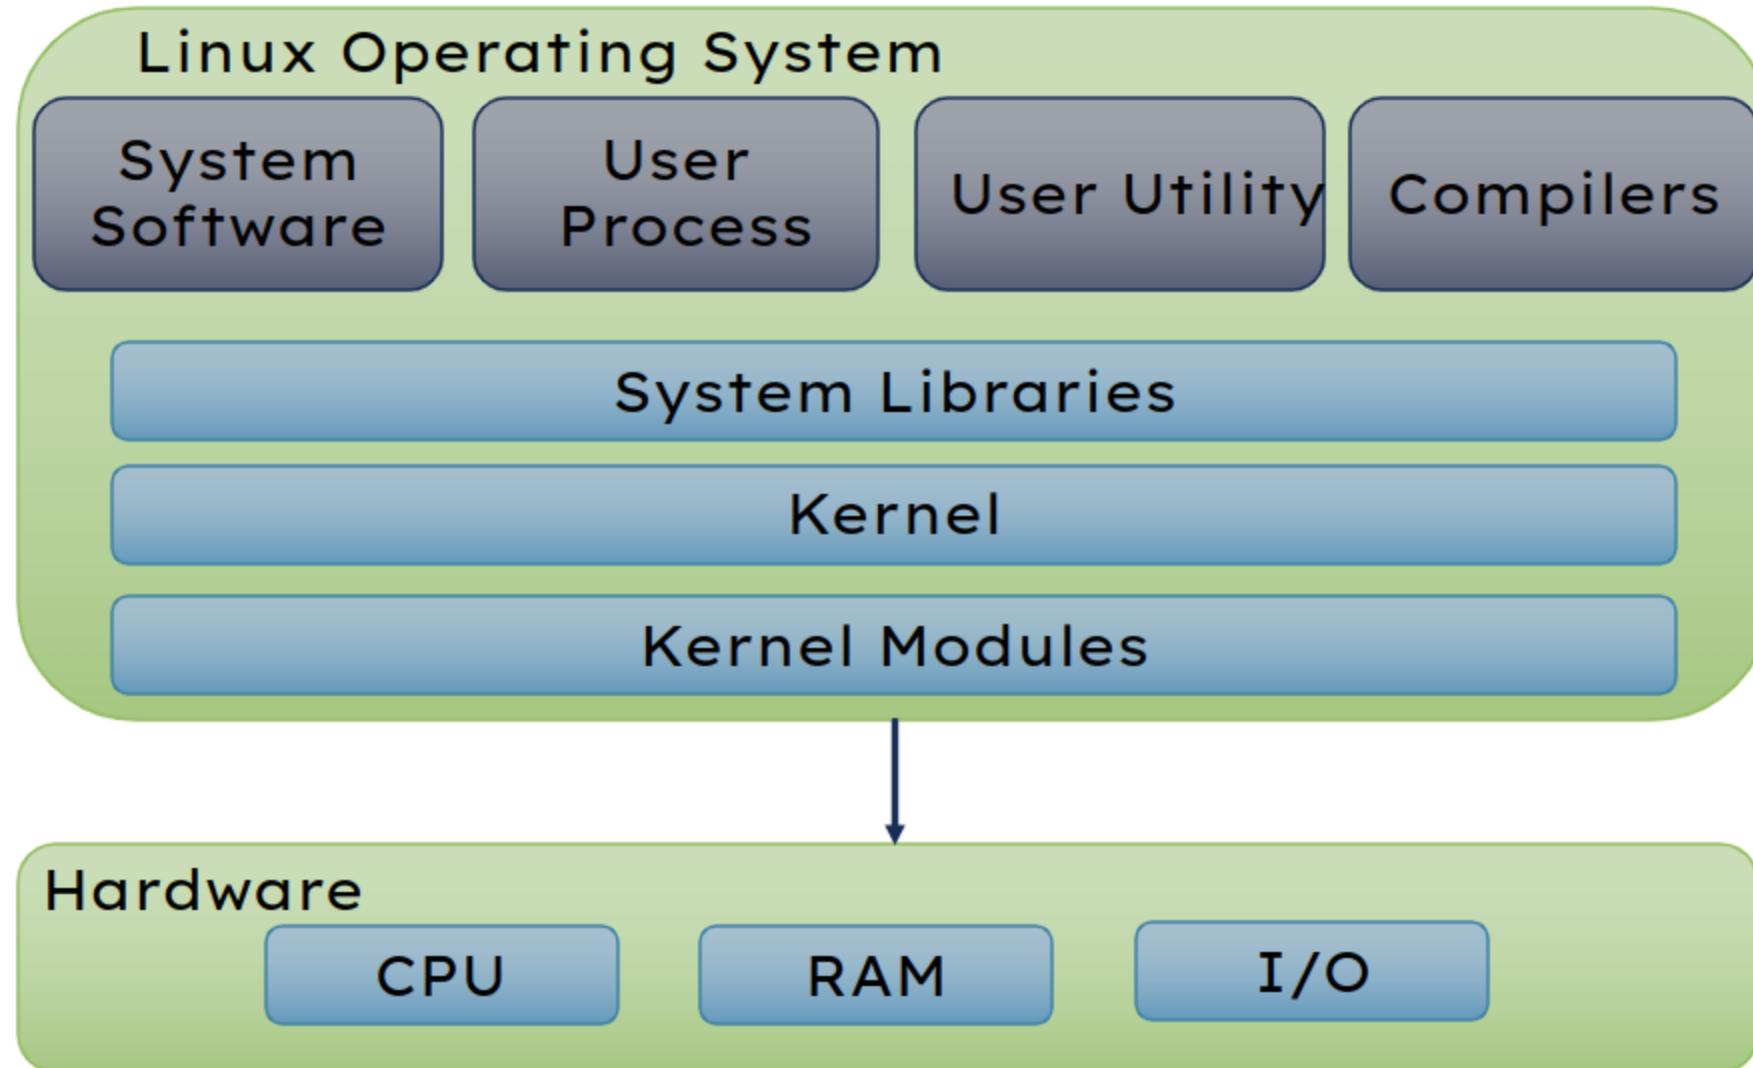 Linux Operating System
System
Software
User
Process
User Utility
Compilers
System Libraries
Kernel
Kernel Modules
Hardware
CPU
RAM
I/O